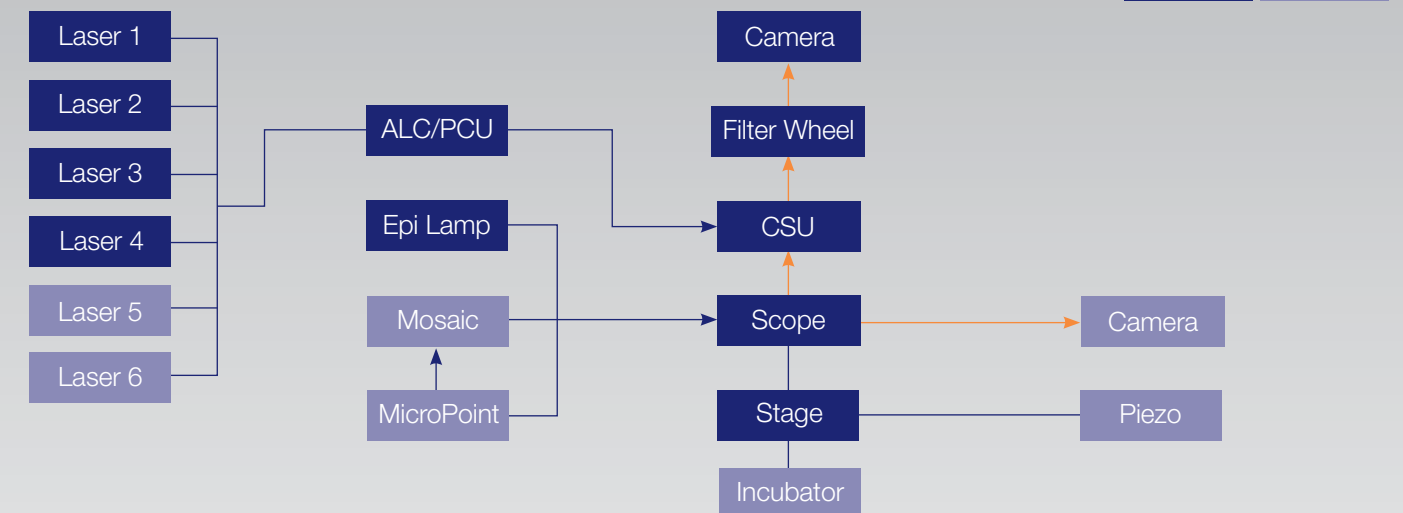 Laser 1
Laser 2
Laser 3
Laser 4
Laser 5
Laser 6
ALC/PCU
Epi Lamp
Mosaic
MicroPoint
Camera
Filter Wheel
CSU
Scope
Stage
Incubator
Camera
Piezo